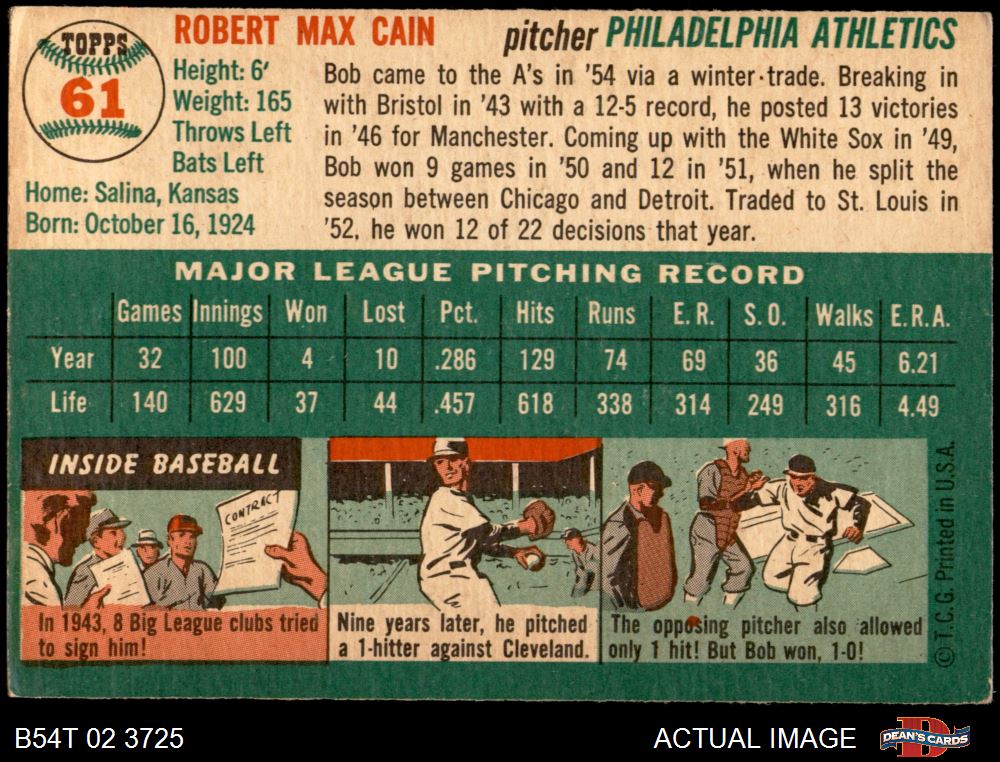 TOPPS
61
ROBERT MAX CAIN
pitcher PHILADELPHIA ATHLETICS
Height: 6'
Weight: 165
Throws Left
Bats Left
Home: Salina, Kansas
Born: October 16, 1924
Bob came to the A's in '54 via a winter trade. Breaking in
with Bristol in '43 with a 12-5 record, he posted 13 victories
in '46 for Manchester. Coming up with the White Sox in '49,
Bob won 9 games in '50 and 12 in '51, when he split the
season between Chicago and Detroit. Traded to St. Louis in
'52, he won 12 of 22 decisions that year.
MAJOR LEAGUE PITCHING RECORD
Games Innings Won Lost Pct. Hits Runs E. R. S. O. Walks E.R.A.
Year 32 100 4 10 .286 129 74 69 36 45 6.21
Life 140 629 37 44 .457 618 338 314 249 316 4.49
INSIDE BASEBALL
CONTRACT
In 1943, 8 Big League clubs tried
to sign him!
Nine years later, he pitched
a 1-hitter against Cleveland.
The opposing pitcher also allowed
only 1 hit! But Bob won, 1-0!
© T. C. G. Printed in U.S.A.
B54T 02 3725
ACTUAL IMAGE
D
DEAN'S CARDS